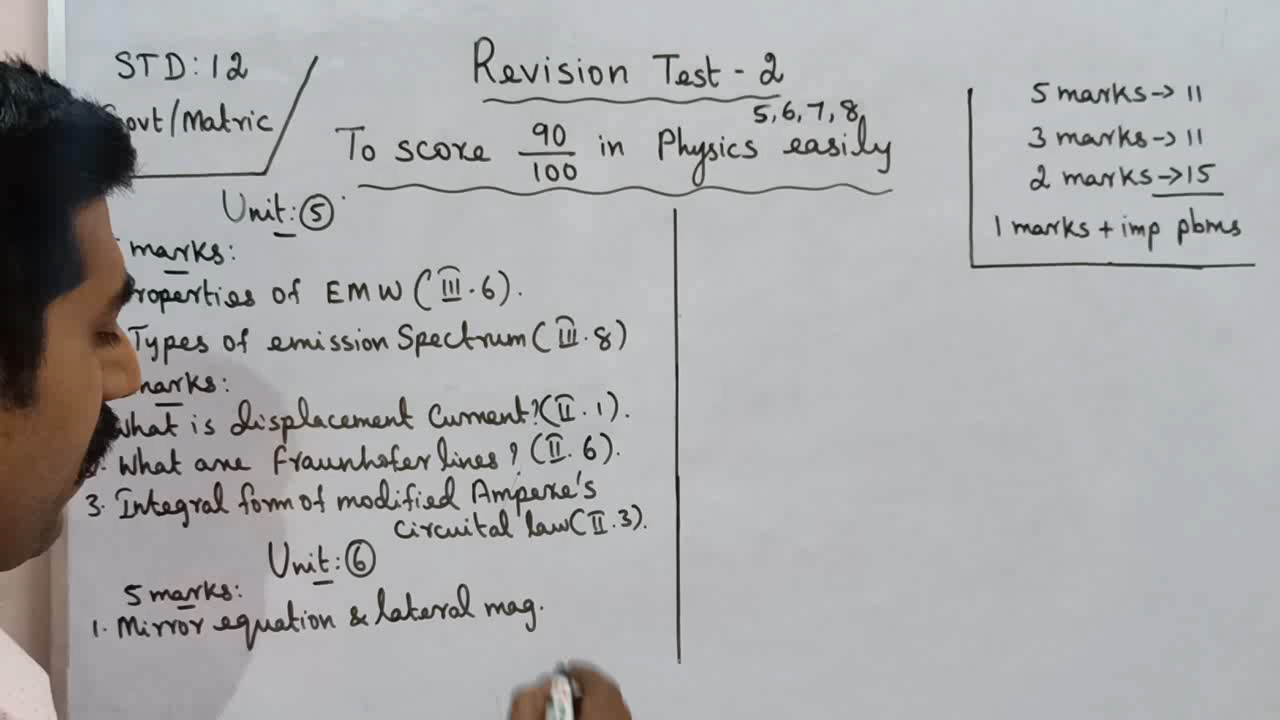 STD: 12
Govt/Matric
Revision Test - 2
5, 6, 7, 8
To score 90/100 in Physics easily
5 marks → 11
3 marks → 11
2 marks → 15
1 marks + imp pbms
Unit: ⑤
marks:
Properties of EMW (III.6).
Types of emission Spectrum (III.8)
marks:
What is displacement current? (II.1).
What are Fraunhofer lines? (II.6).
3. Integral form of modified Ampere's
circuital law (II.3).
Unit: ⑥
5 marks:
1. Mirror equation & lateral mag.